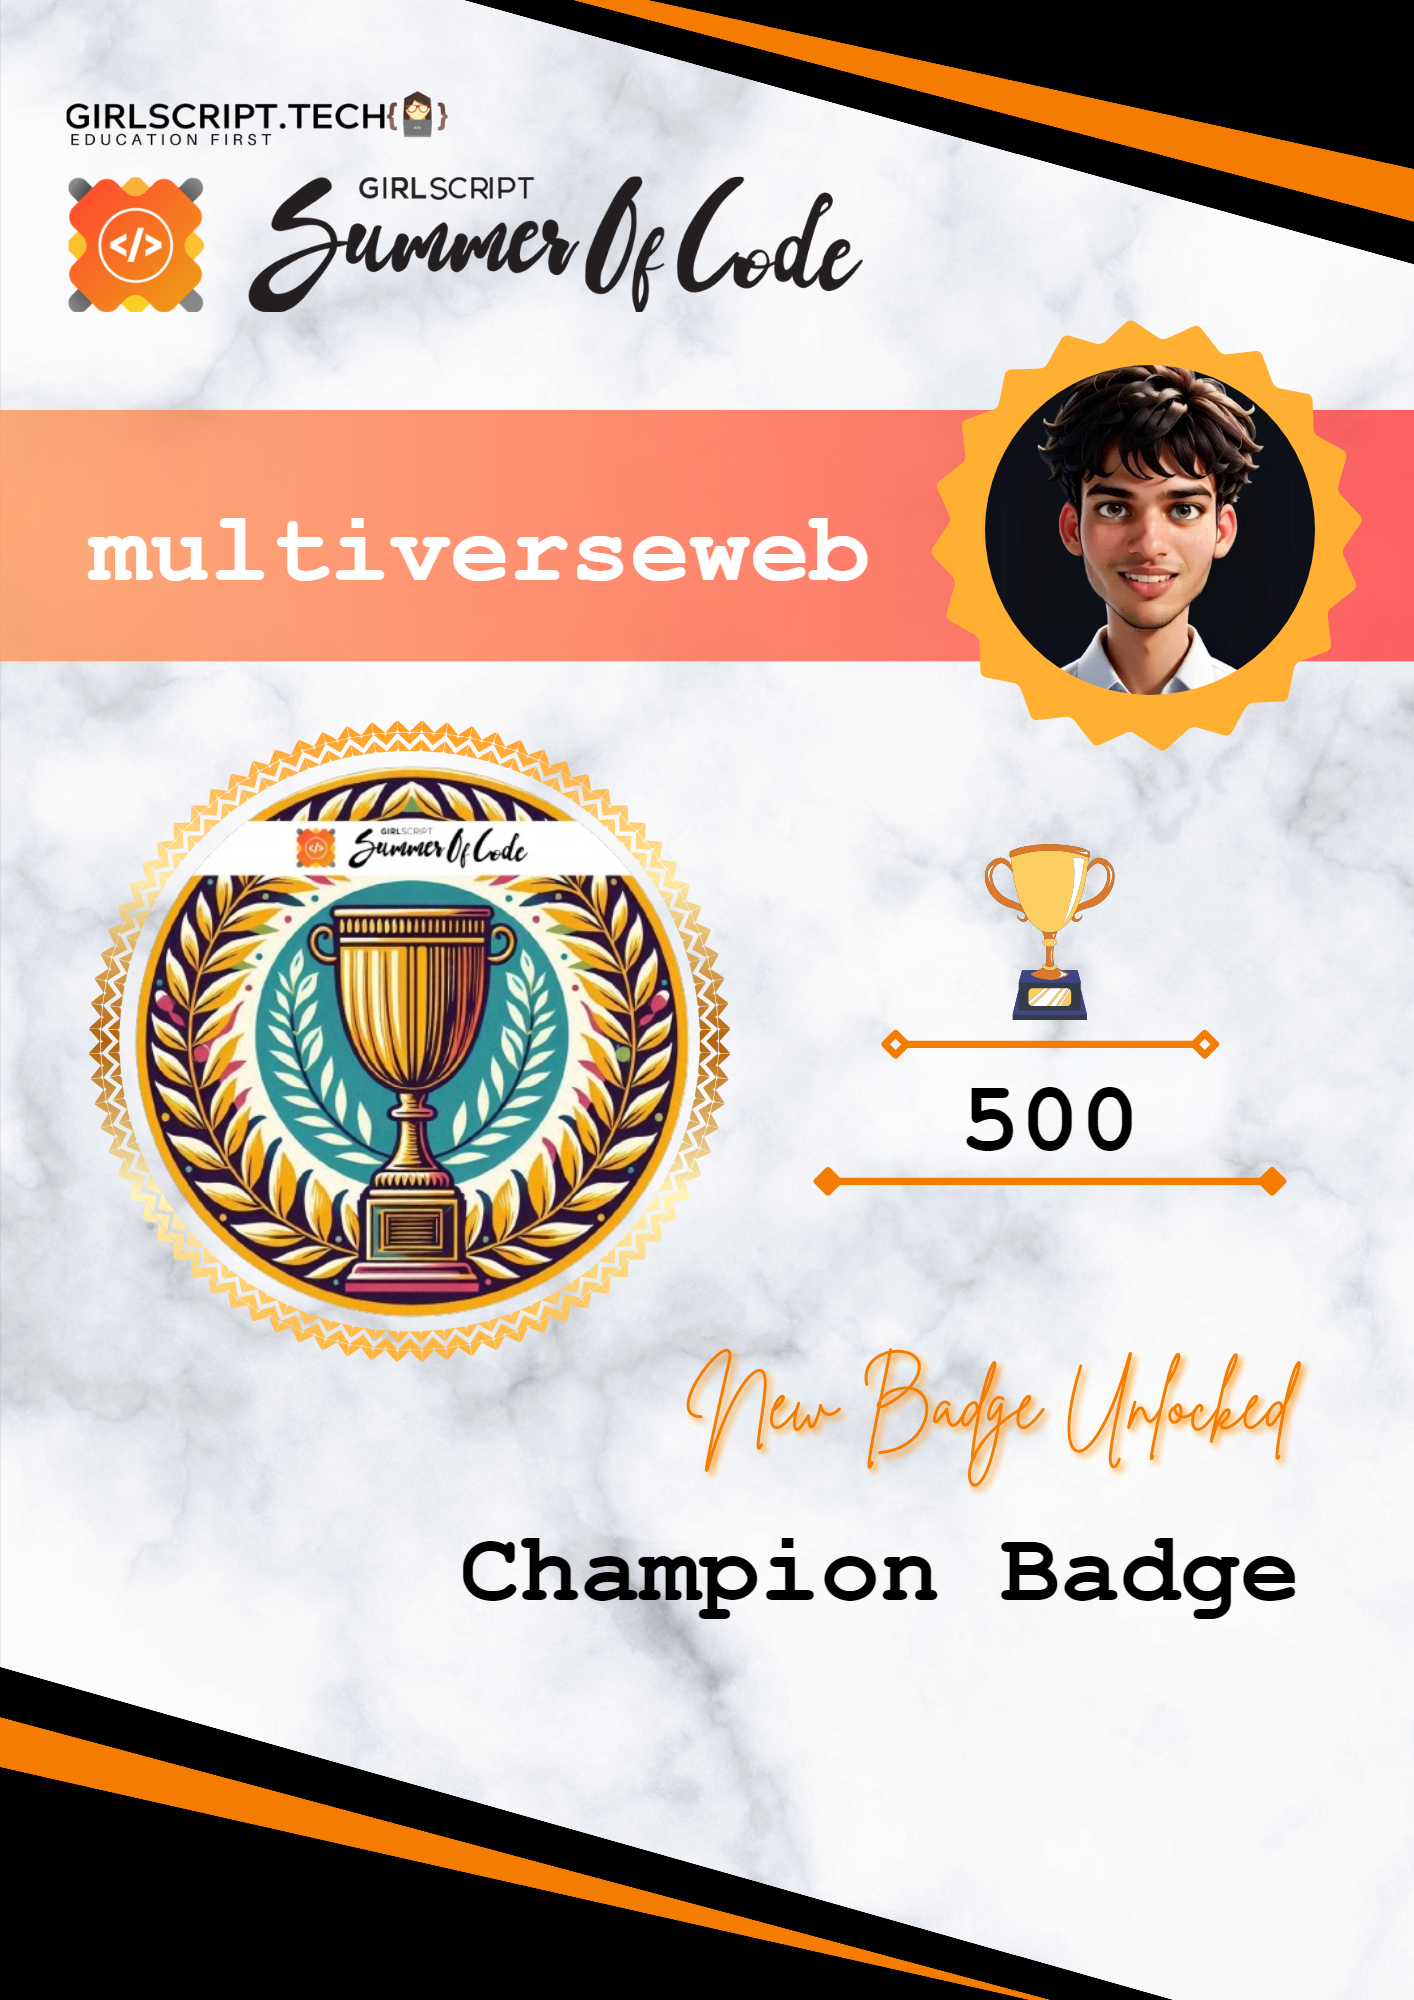 GIRLSCRIPT.TECH{ }
EDUCATION FIRST
GIRLSCRIPT
Summer Of Code
</>
multiverseweb
GIRLSCRIPT
Summer Of Code
</>
500
New Badge Unlocked
Champion Badge